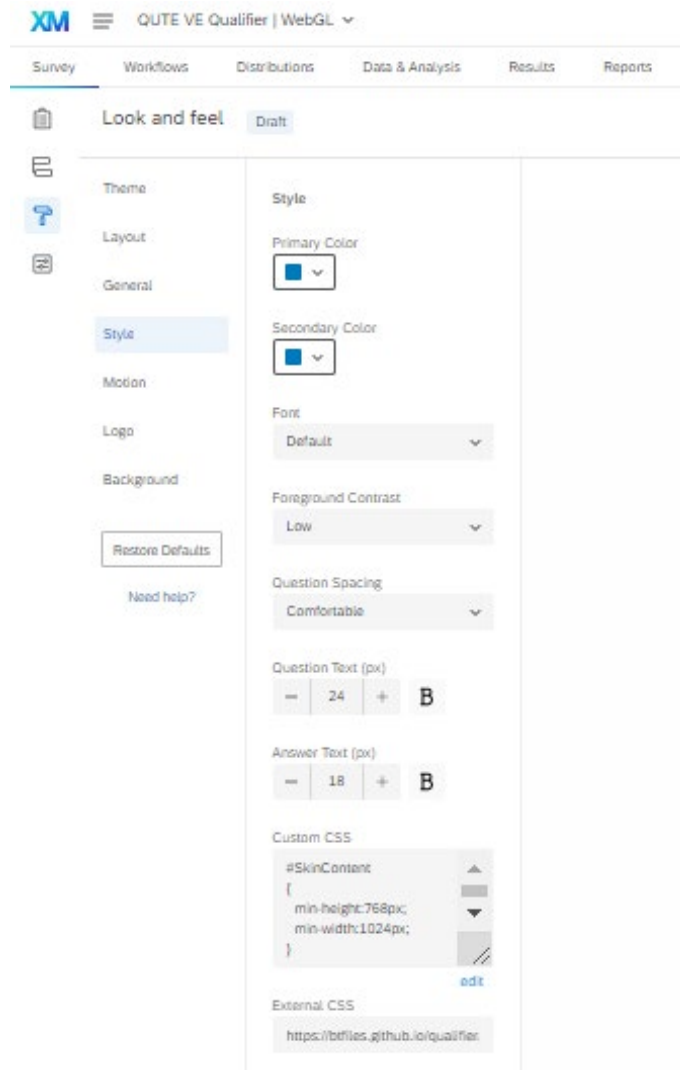 XM QUTE VE Qualifier | WebGL
Survey Workflows Distributions Data & Analysis Results Reports
Look and feel Draft
Theme
Layout
General
Style
Motion
Logo
Background
Restore Defaults
Need help?
Style
Primary Color
Secondary Color
Font
Default
Foreground Contrast
Low
Question Spacing
Comfortable
Question Text (px)
− 24 + B
Answer Text (px)
− 18 + B
Custom CSS
#SkinContent
{
min-height:768px;
min-width:1024px;
}
edit
External CSS
https://btfiles.github.io/qualifier